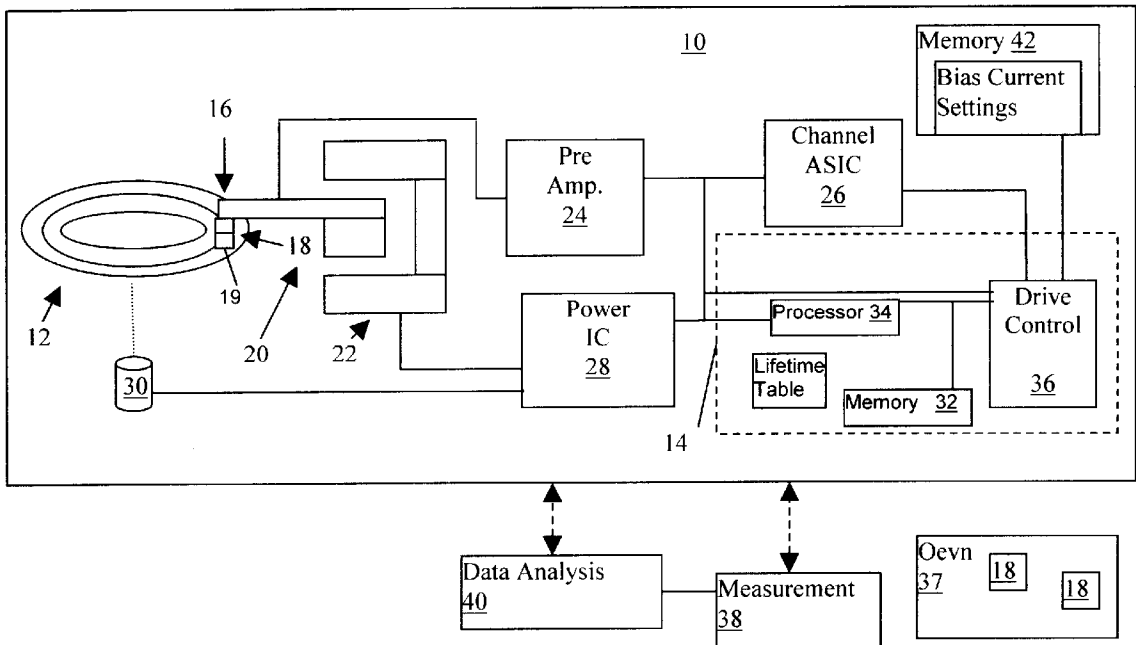 10
Memory 42
Bias Current
Settings
16
Pre
Amp.
24
Channel
ASIC
26
18
19
12
20
22
30
Power
IC
28
Processor 34
Lifetime
Table
Memory 32
Drive
Control
36
14
Data Analysis
40
Measurement
38
Oevn
37
18
18